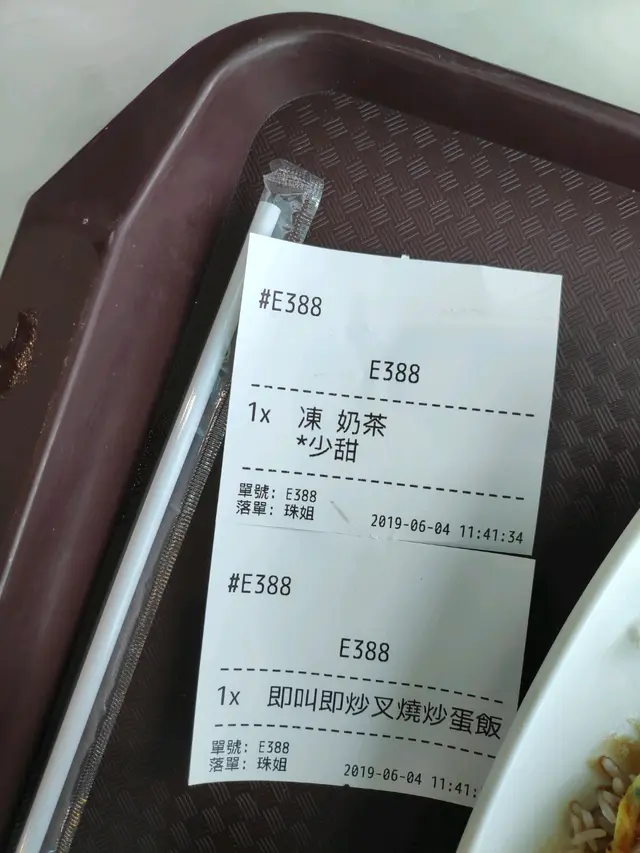 #E388
E388
1x 凍 奶茶
*少甜
單號: E388
落單: 珠姐 2019-06-04 11:41:34
#E388
E388
1x 即叫即炒叉燒炒蛋飯
單號: E388
落單: 珠姐 2019-06-04 11:41: